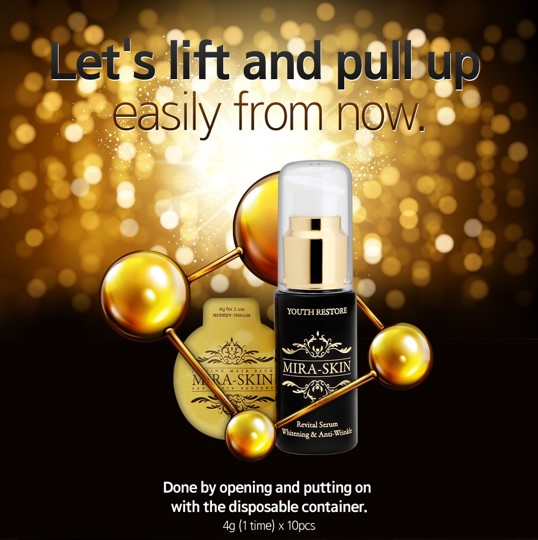 Let's lift and pull up
easily from now.
4g for 1 use
YOUTH RESTORE
MIRA-SKIN
MIRA-SKIN
Revital Serum
Whitening & Anti-Wrinkle
Done by opening and putting on
with the disposable container.
4g (1 time) x 10pcs